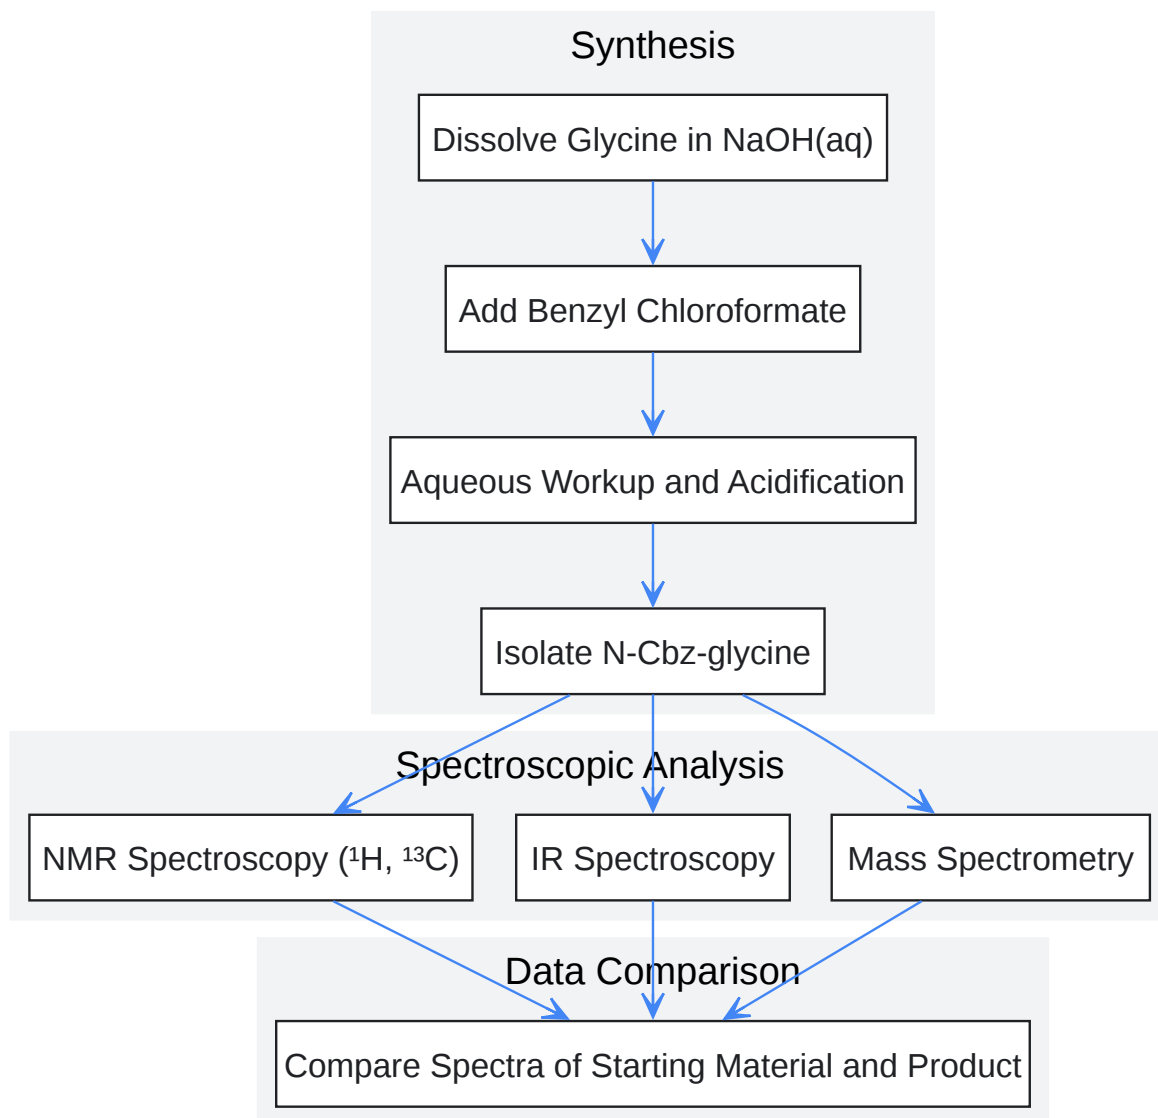 Synthesis
Dissolve Glycine in NaOH(aq)
Add Benzyl Chloroformate
Aqueous Workup and Acidification
Isolate N-Cbz-glycine
Spectroscopic Analysis
NMR Spectroscopy (¹H, ¹³C)
IR Spectroscopy
Mass Spectrometry
Data Comparison
Compare Spectra of Starting Material and Product